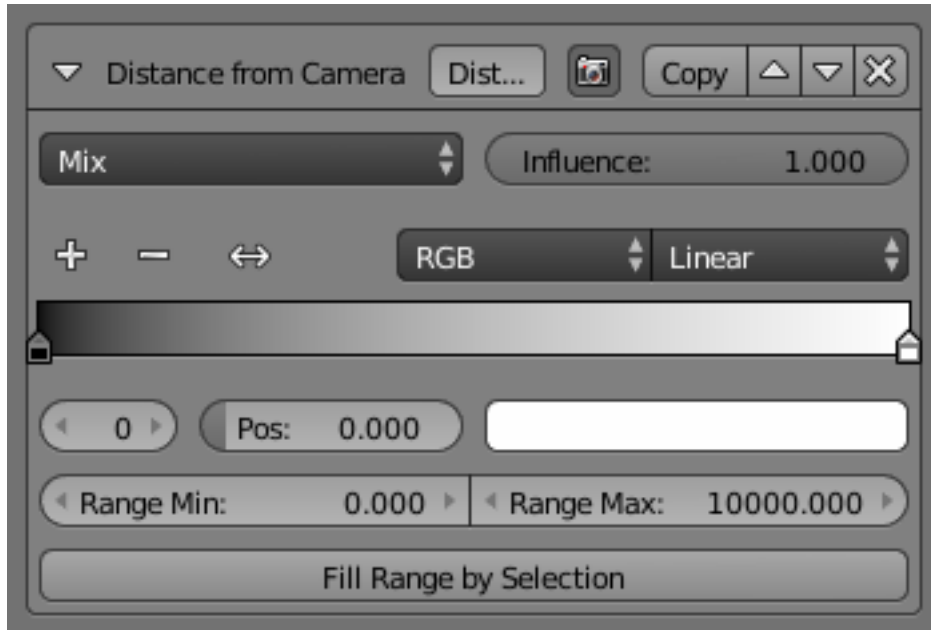 Distance from Camera Dist... Copy
Mix Influence: 1.000
RGB Linear
0 Pos: 0.000
Range Min: 0.000 Range Max: 10000.000
Fill Range by Selection